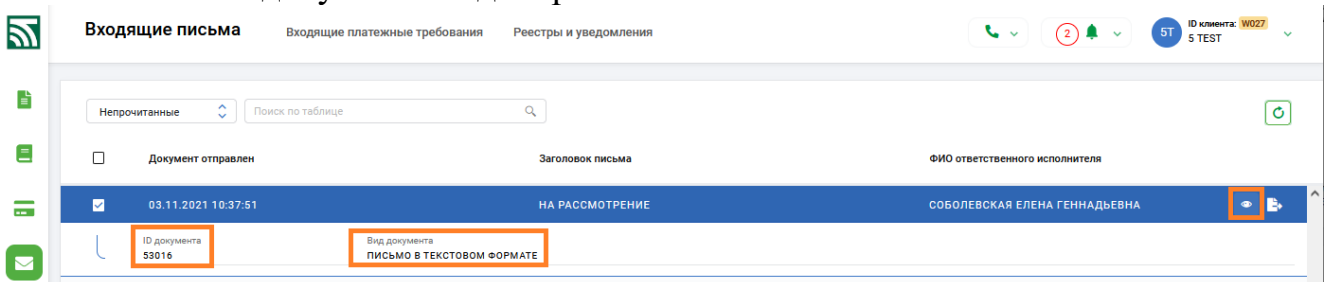 Входящие письма Входящие платежные требования Реестры и уведомления 2 5T ID клиента: W027
5 TEST
Непрочитанные Поиск по таблице
Документ отправлен Заголовок письма ФИО ответственного исполнителя
03.11.2021 10:37:51 НА РАССМОТРЕНИЕ СОБОЛЕВСКАЯ ЕЛЕНА ГЕННАДЬЕВНА
ID документа Вид документа
53016 ПИСЬМО В ТЕКСТОВОМ ФОРМАТЕ